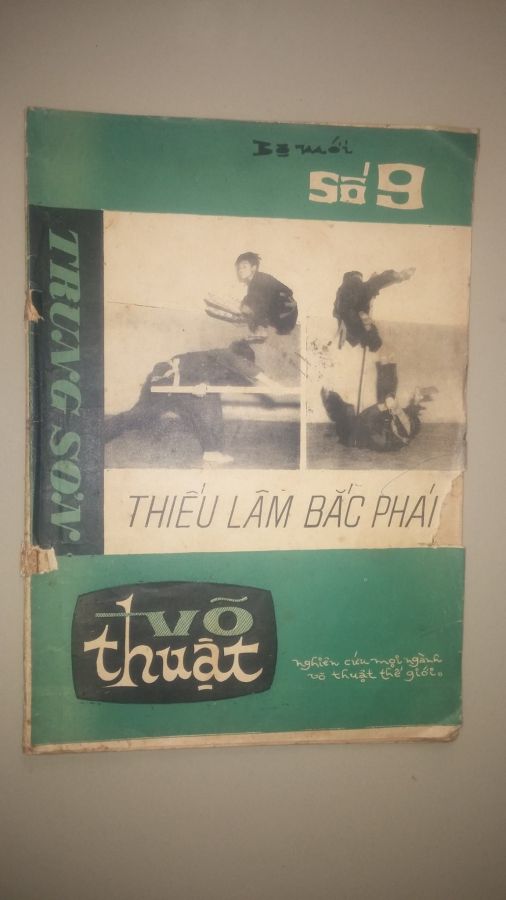 Bộ mới
Số 9
TRUNG SƠN
THIẾU LÂM BẮC PHÁI
võ
thuật
nghiên cứu mọi ngành
võ thuật thế giới.